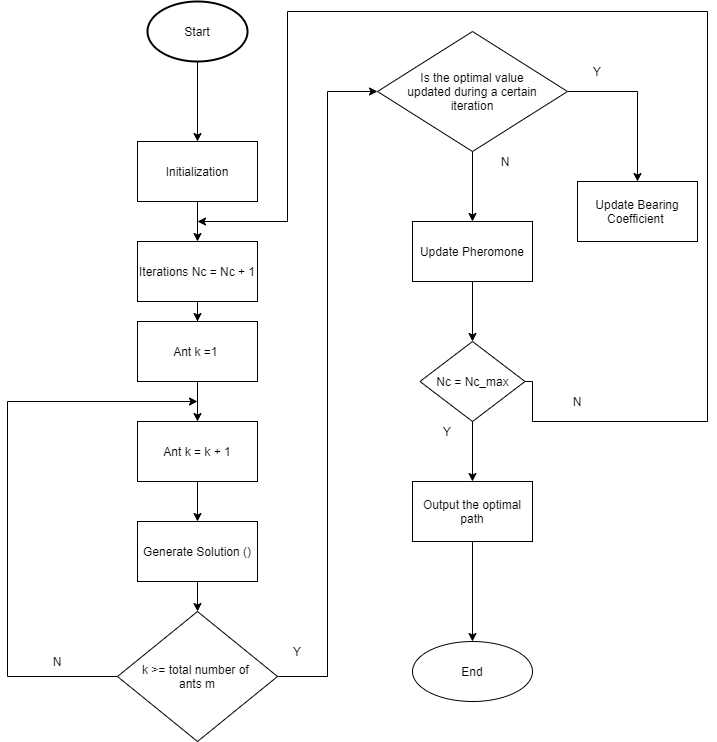 Start
Initialization
Iterations Nc = Nc + 1
Ant k =1
Ant k = k + 1
Generate Solution ()
k >= total number of
ants m
N
Y
Is the optimal value
updated during a certain
iteration
Y
N
Update Bearing
Coefficient
Update Pheromone
Nc = Nc_max
N
Y
Output the optimal
path
End